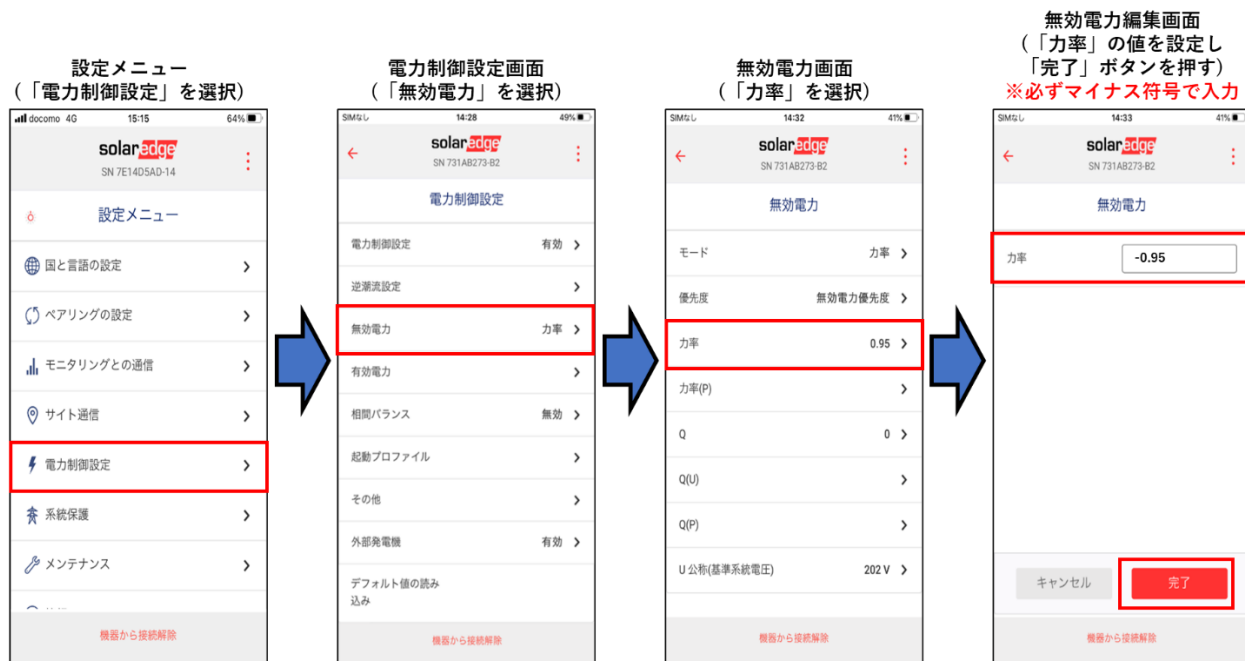 設定メニュー
(「電力制御設定」を選択)
docomo 4G 15:15 64%
solaredge
SN 7E14D5AD-14
設定メニュー
国と言語の設定
ペアリングの設定
モニタリングとの通信
サイト通信
電力制御設定
系統保護
メンテナンス
機器から接続解除
電力制御設定画面
(「無効電力」を選択)
SIMなし 14:28 49%
solaredge
SN 731AB273-B2
電力制御設定
電力制御設定 有効
逆潮流設定
無効電力 力率
有効電力
相間バランス 無効
起動プロファイル
その他
外部発電機 有効
デフォルト値の読み
込み
機器から接続解除
無効電力画面
(「力率」を選択)
SIMなし 14:32 41%
solaredge
SN 731AB273-B2
無効電力
モード 力率
優先度 無効電力優先度
力率 0.95
力率(P)
Q 0
Q(U)
Q(P)
U 公称(基準系統電圧) 202 V
機器から接続解除
無効電力編集画面
(「力率」の値を設定し
「完了」ボタンを押す)
※必ずマイナス符号で入力
SIMなし 14:33 41%
solaredge
SN 731AB273-B2
無効電力
力率 -0.95
キャンセル 完了
機器から接続解除